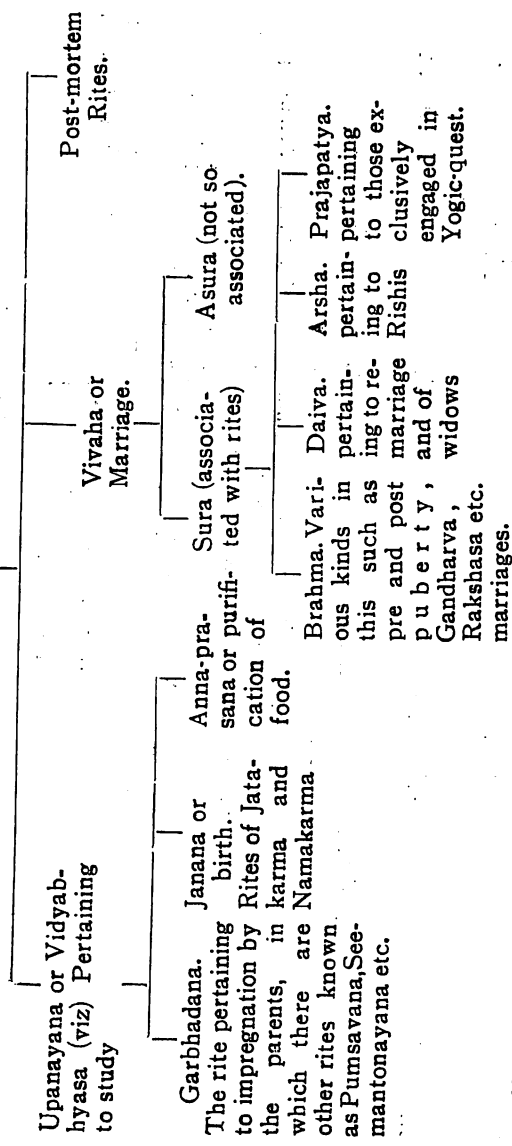 Post-mortem
Rites.
Vivaha or
Marriage.
Upanayana or Vidyab-
hyasa (viz) Pertaining
to study
Asura (not so
associated).
Sura (associa-
ted with rites)
Anna-pra-
sana or purifi-
cation of
food.
Janana or
birth.
Rites of Jata-
karma and
Namakarma
Garbhadana.
The rite pertaining
to impregnation by
the parents, in
which there are
other rites known
as Pumsavana,See-
mantonayana etc.
Brahma. Vari-
ous kinds in
this such as
pre and post
puberty,
Gandharva,
Rakshasa etc.
marriages.
Daiva.
pertain-
ing to re-
marriage
and of
widows
Arsha.
pertain-
ing to
Rishis
Prajapatya.
pertaining
to those ex-
clusively
engaged in
Yogic-quest.